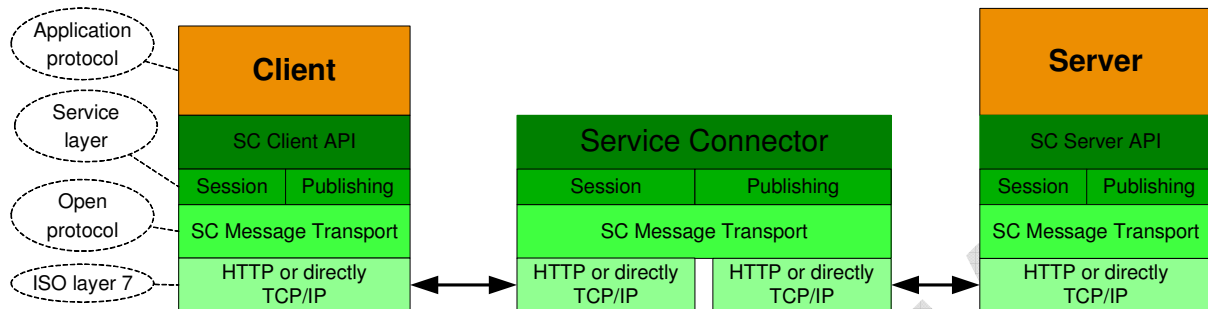 Application
protocol
Service
layer
Open
protocol
ISO layer 7
Client
SC Client API
Session
Publishing
SC Message Transport
HTTP or directly
TCP/IP
Service Connector
Session
Publishing
SC Message Transport
HTTP or directly
TCP/IP
HTTP or directly
TCP/IP
Server
SC Server API
Session
Publishing
SC Message Transport
HTTP or directly
TCP/IP